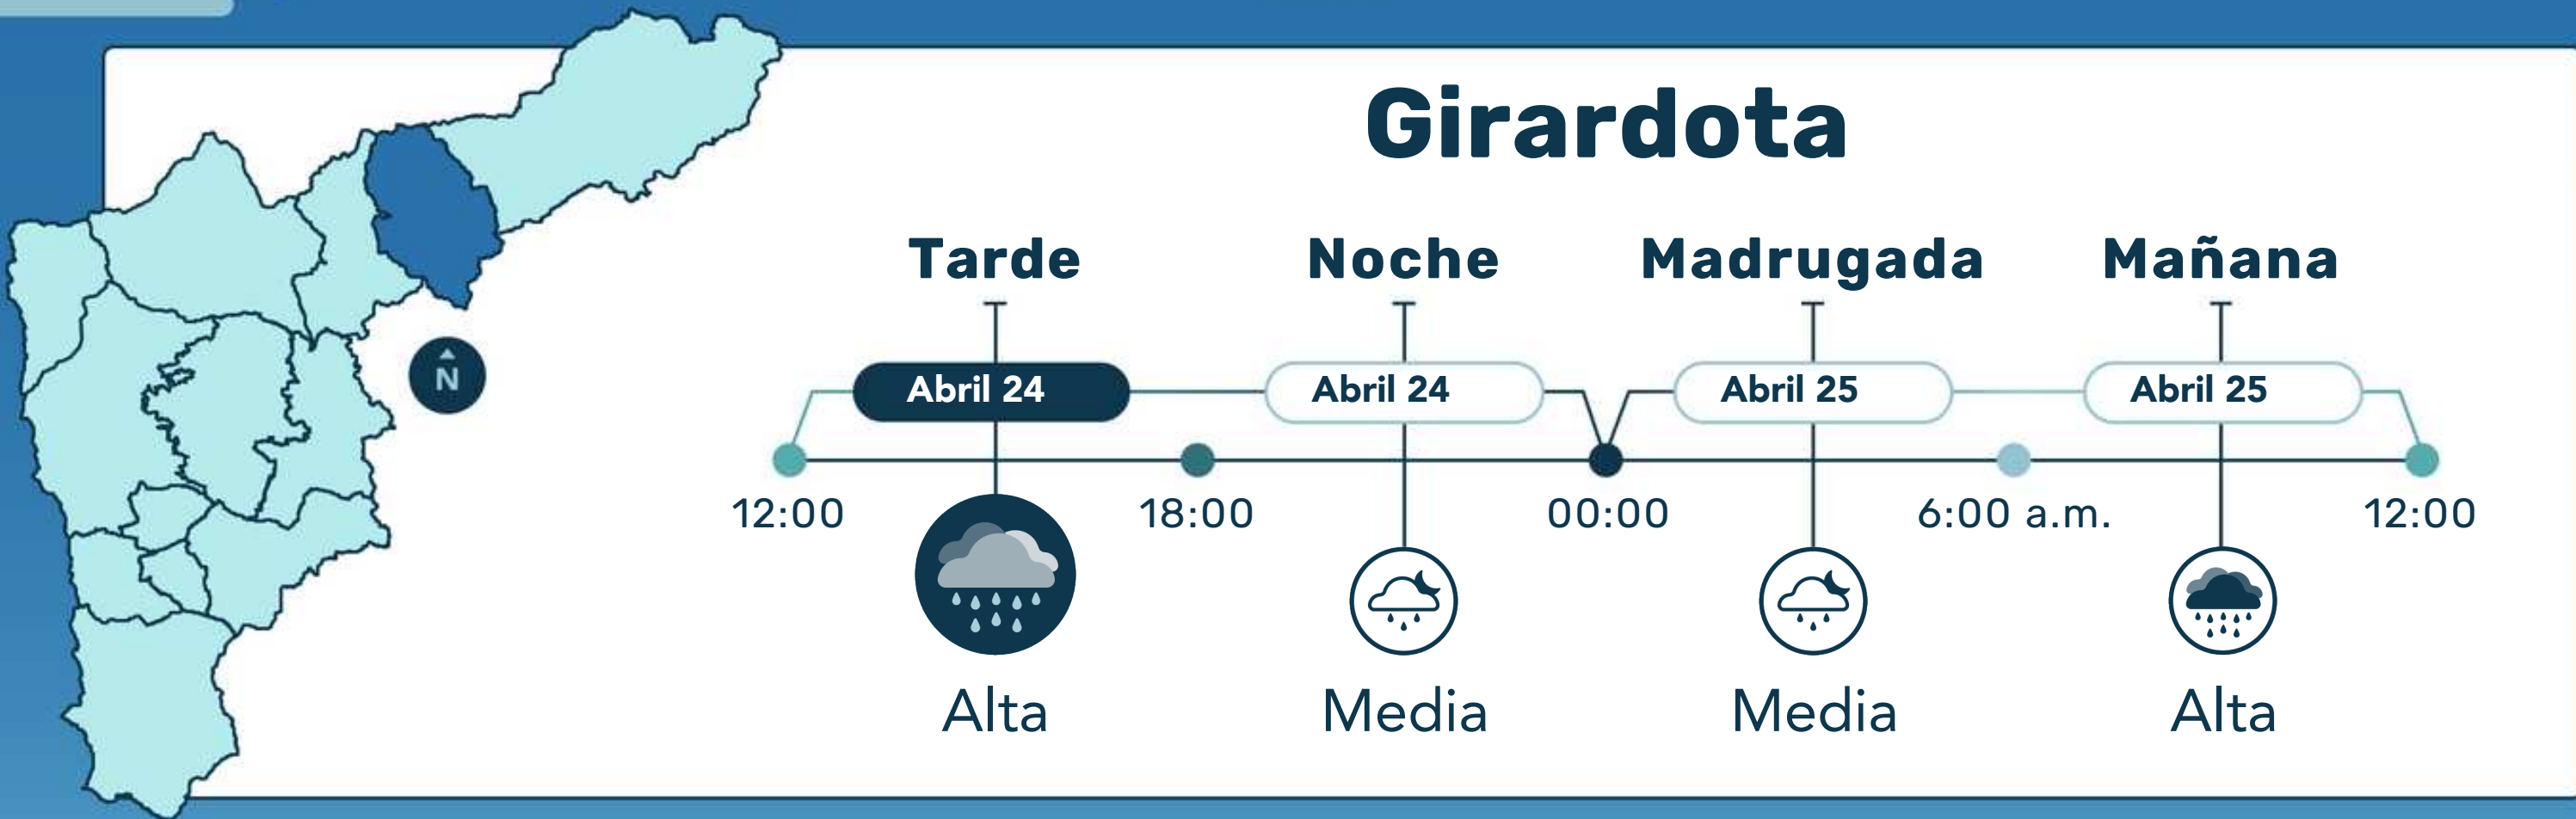 Girardota
Tarde
Noche
Madrugada
Mañana
Abril 24
Abril 24
Abril 25
Abril 25
N
12:00
18:00
00:00
6:00 a.m.
12:00
Alta
Media
Media
Alta